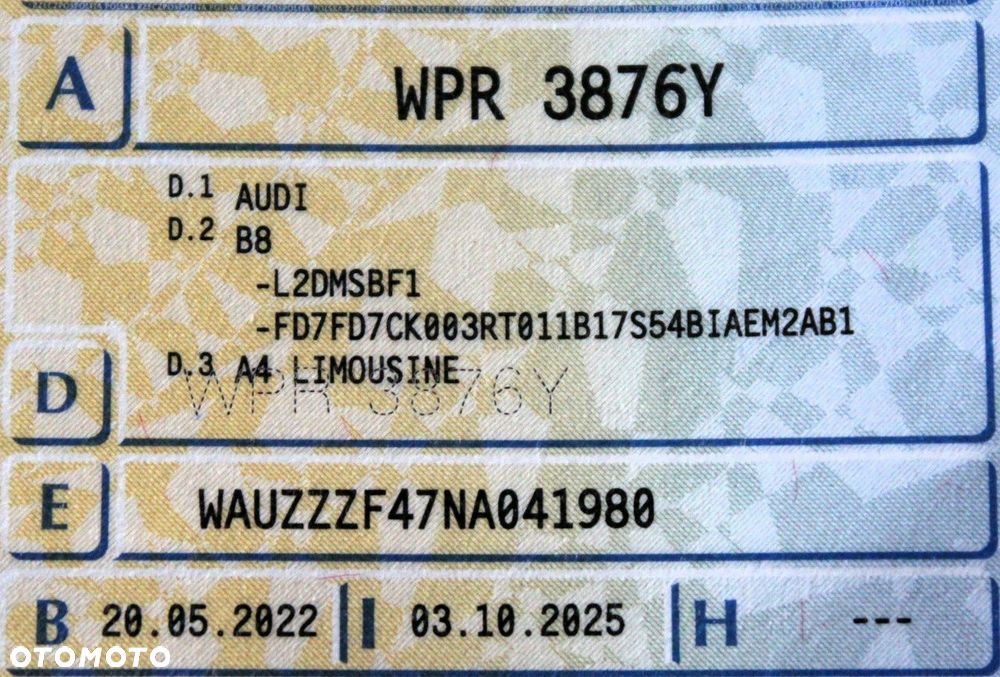 A WPR 3876Y
D.1 AUDI
D.2 B8
-L2DMSBF1
-FD7FD7CK003RT011B17S54BIAEM2AB1
D.3 A4 LIMOUSINE
D WPR 3876Y
E WAUZZZF47NA041980
B 20.05.2022 I 03.10.2025 H ---
OTOMOTO